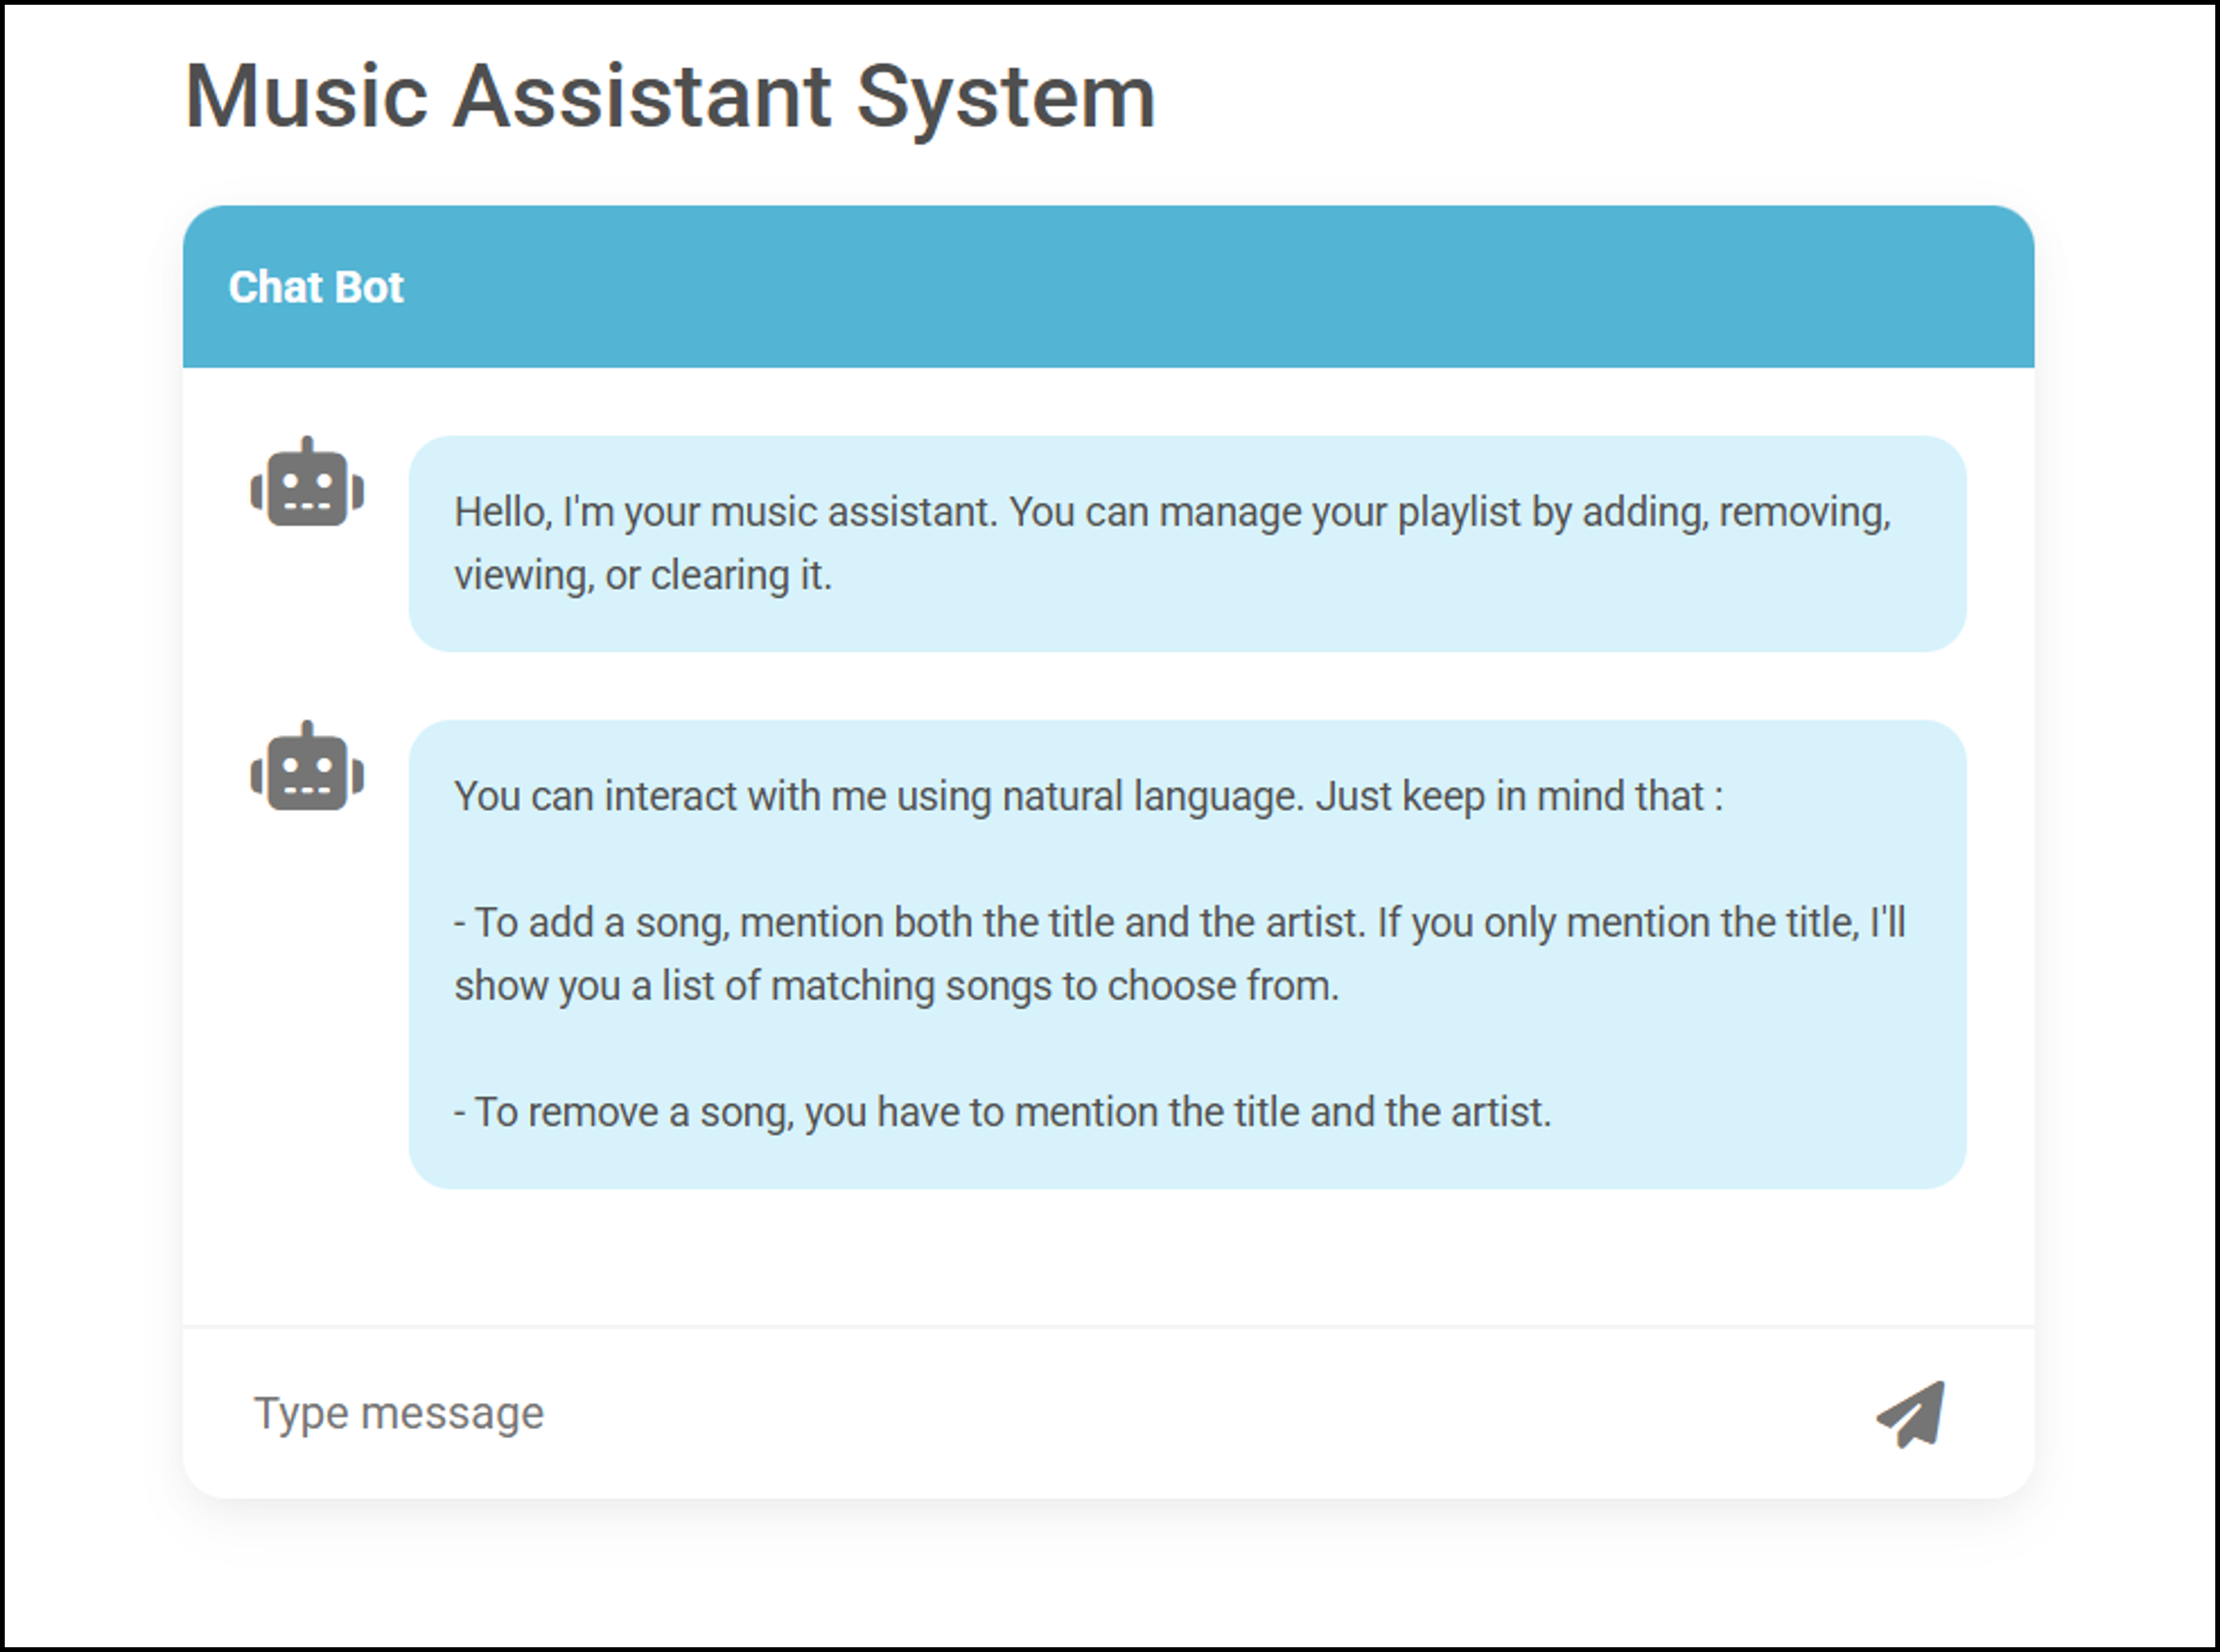 Music Assistant System
Chat Bot
Hello, I'm your music assistant. You can manage your playlist by adding, removing,
viewing, or clearing it.
You can interact with me using natural language. Just keep in mind that :
- To add a song, mention both the title and the artist. If you only mention the title, I'll
show you a list of matching songs to choose from.
- To remove a song, you have to mention the title and the artist.
Type message